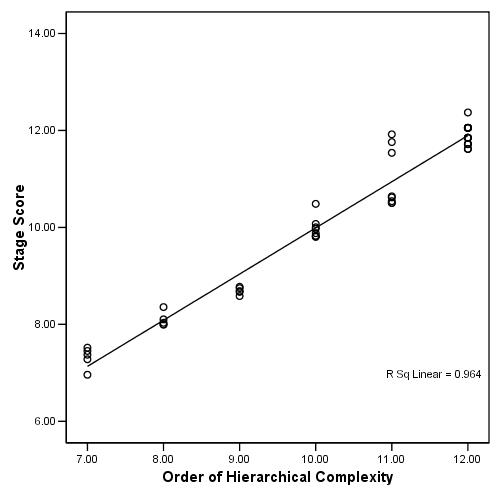 14.00
12.00
10.00
8.00
6.00
Stage Score
R Sq Linear = 0.964
7.00 8.00 9.00 10.00 11.00 12.00
Order of Hierarchical Complexity